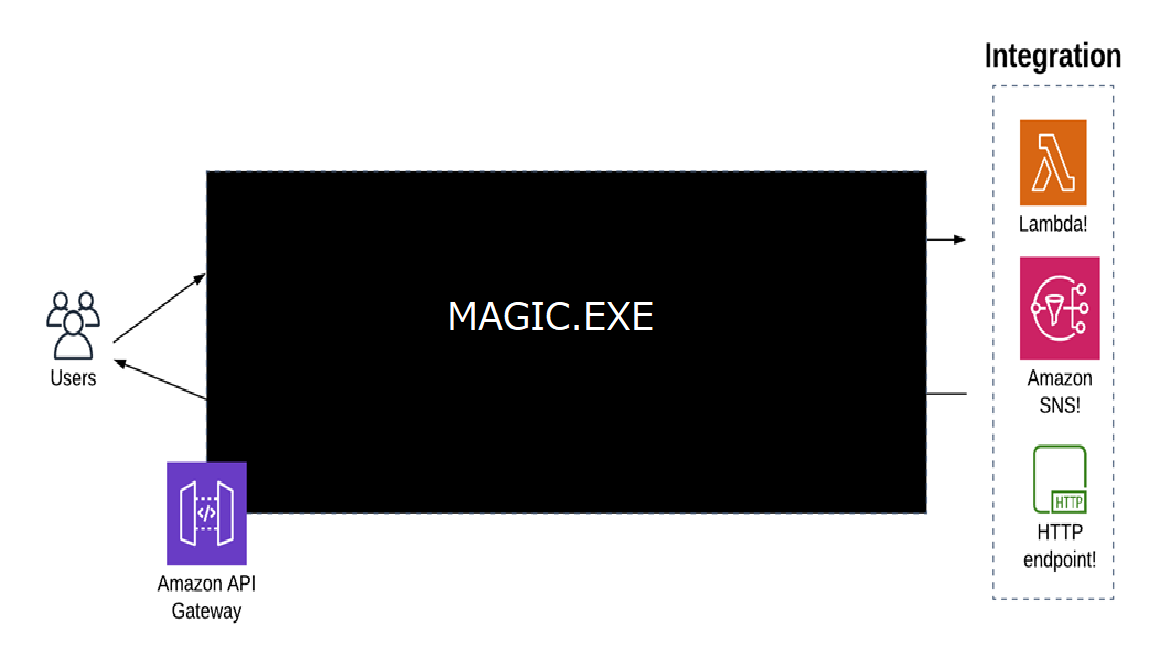 Integration
Lambda!
MAGIC.EXE
Users
Amazon
SNS!
</>
HTTP
HTTP
endpoint!
Amazon API
Gateway